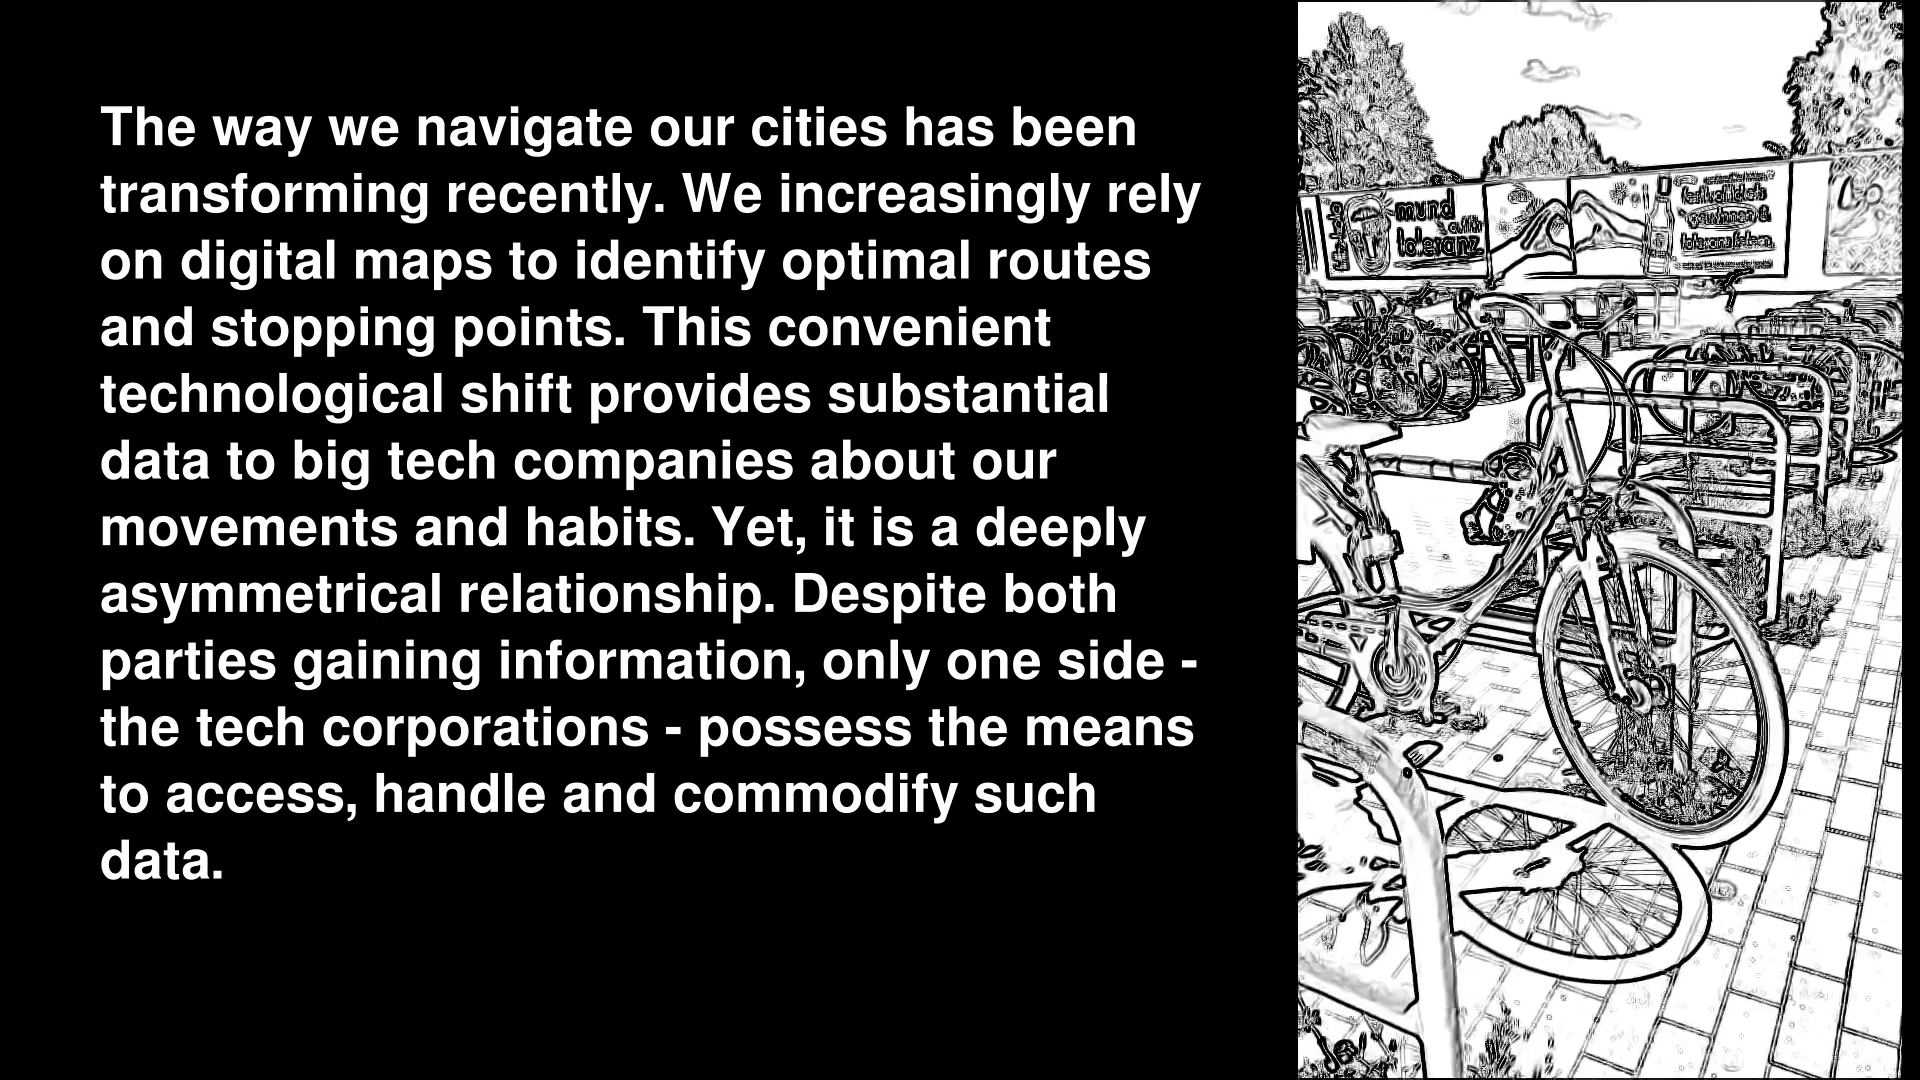 The way we navigate our cities has been
transforming recently. We increasingly rely
on digital maps to identify optimal routes
and stopping points. This convenient
technological shift provides substantial
data to big tech companies about our
movements and habits. Yet, it is a deeply
asymmetrical relationship. Despite both
parties gaining information, only one side -
the tech corporations - possess the means
to access, handle and commodify such
data.
mund
toleranz.